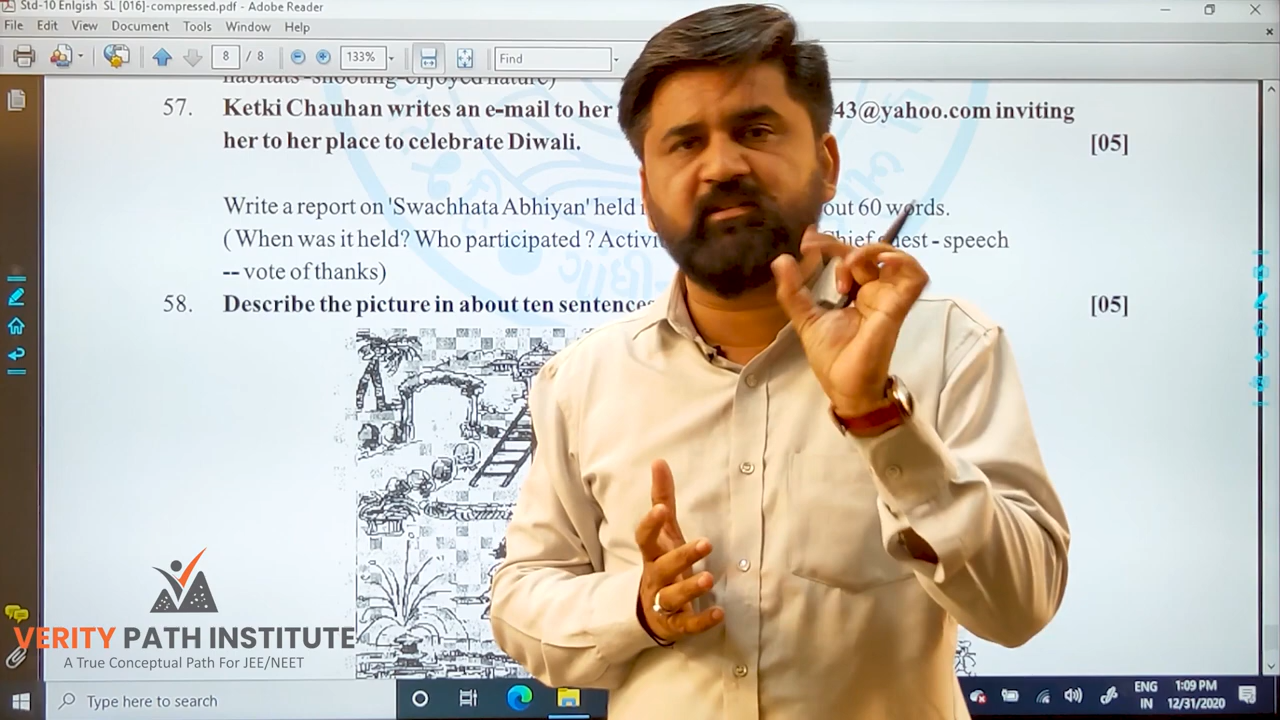 Std-10 Enlgish SL [016]-compressed.pdf - Adobe Reader
File Edit View Document Tools Window Help
8 / 8 133% Find
habitats -shooting-enjoyed nature)
57. Ketki Chauhan writes an e-mail to her 43@yahoo.com inviting
her to her place to celebrate Diwali. [05]
Write a report on 'Swachhata Abhiyan' held out 60 words.
( When was it held? Who participated ? - speech
-- vote of thanks)
58. Describe the picture in about ten [05]
VERITY PATH INSTITUTE
A True Conceptual Path For JEE/NEET
Type here to search
ENG 1:09 PM
IN 12/31/2020